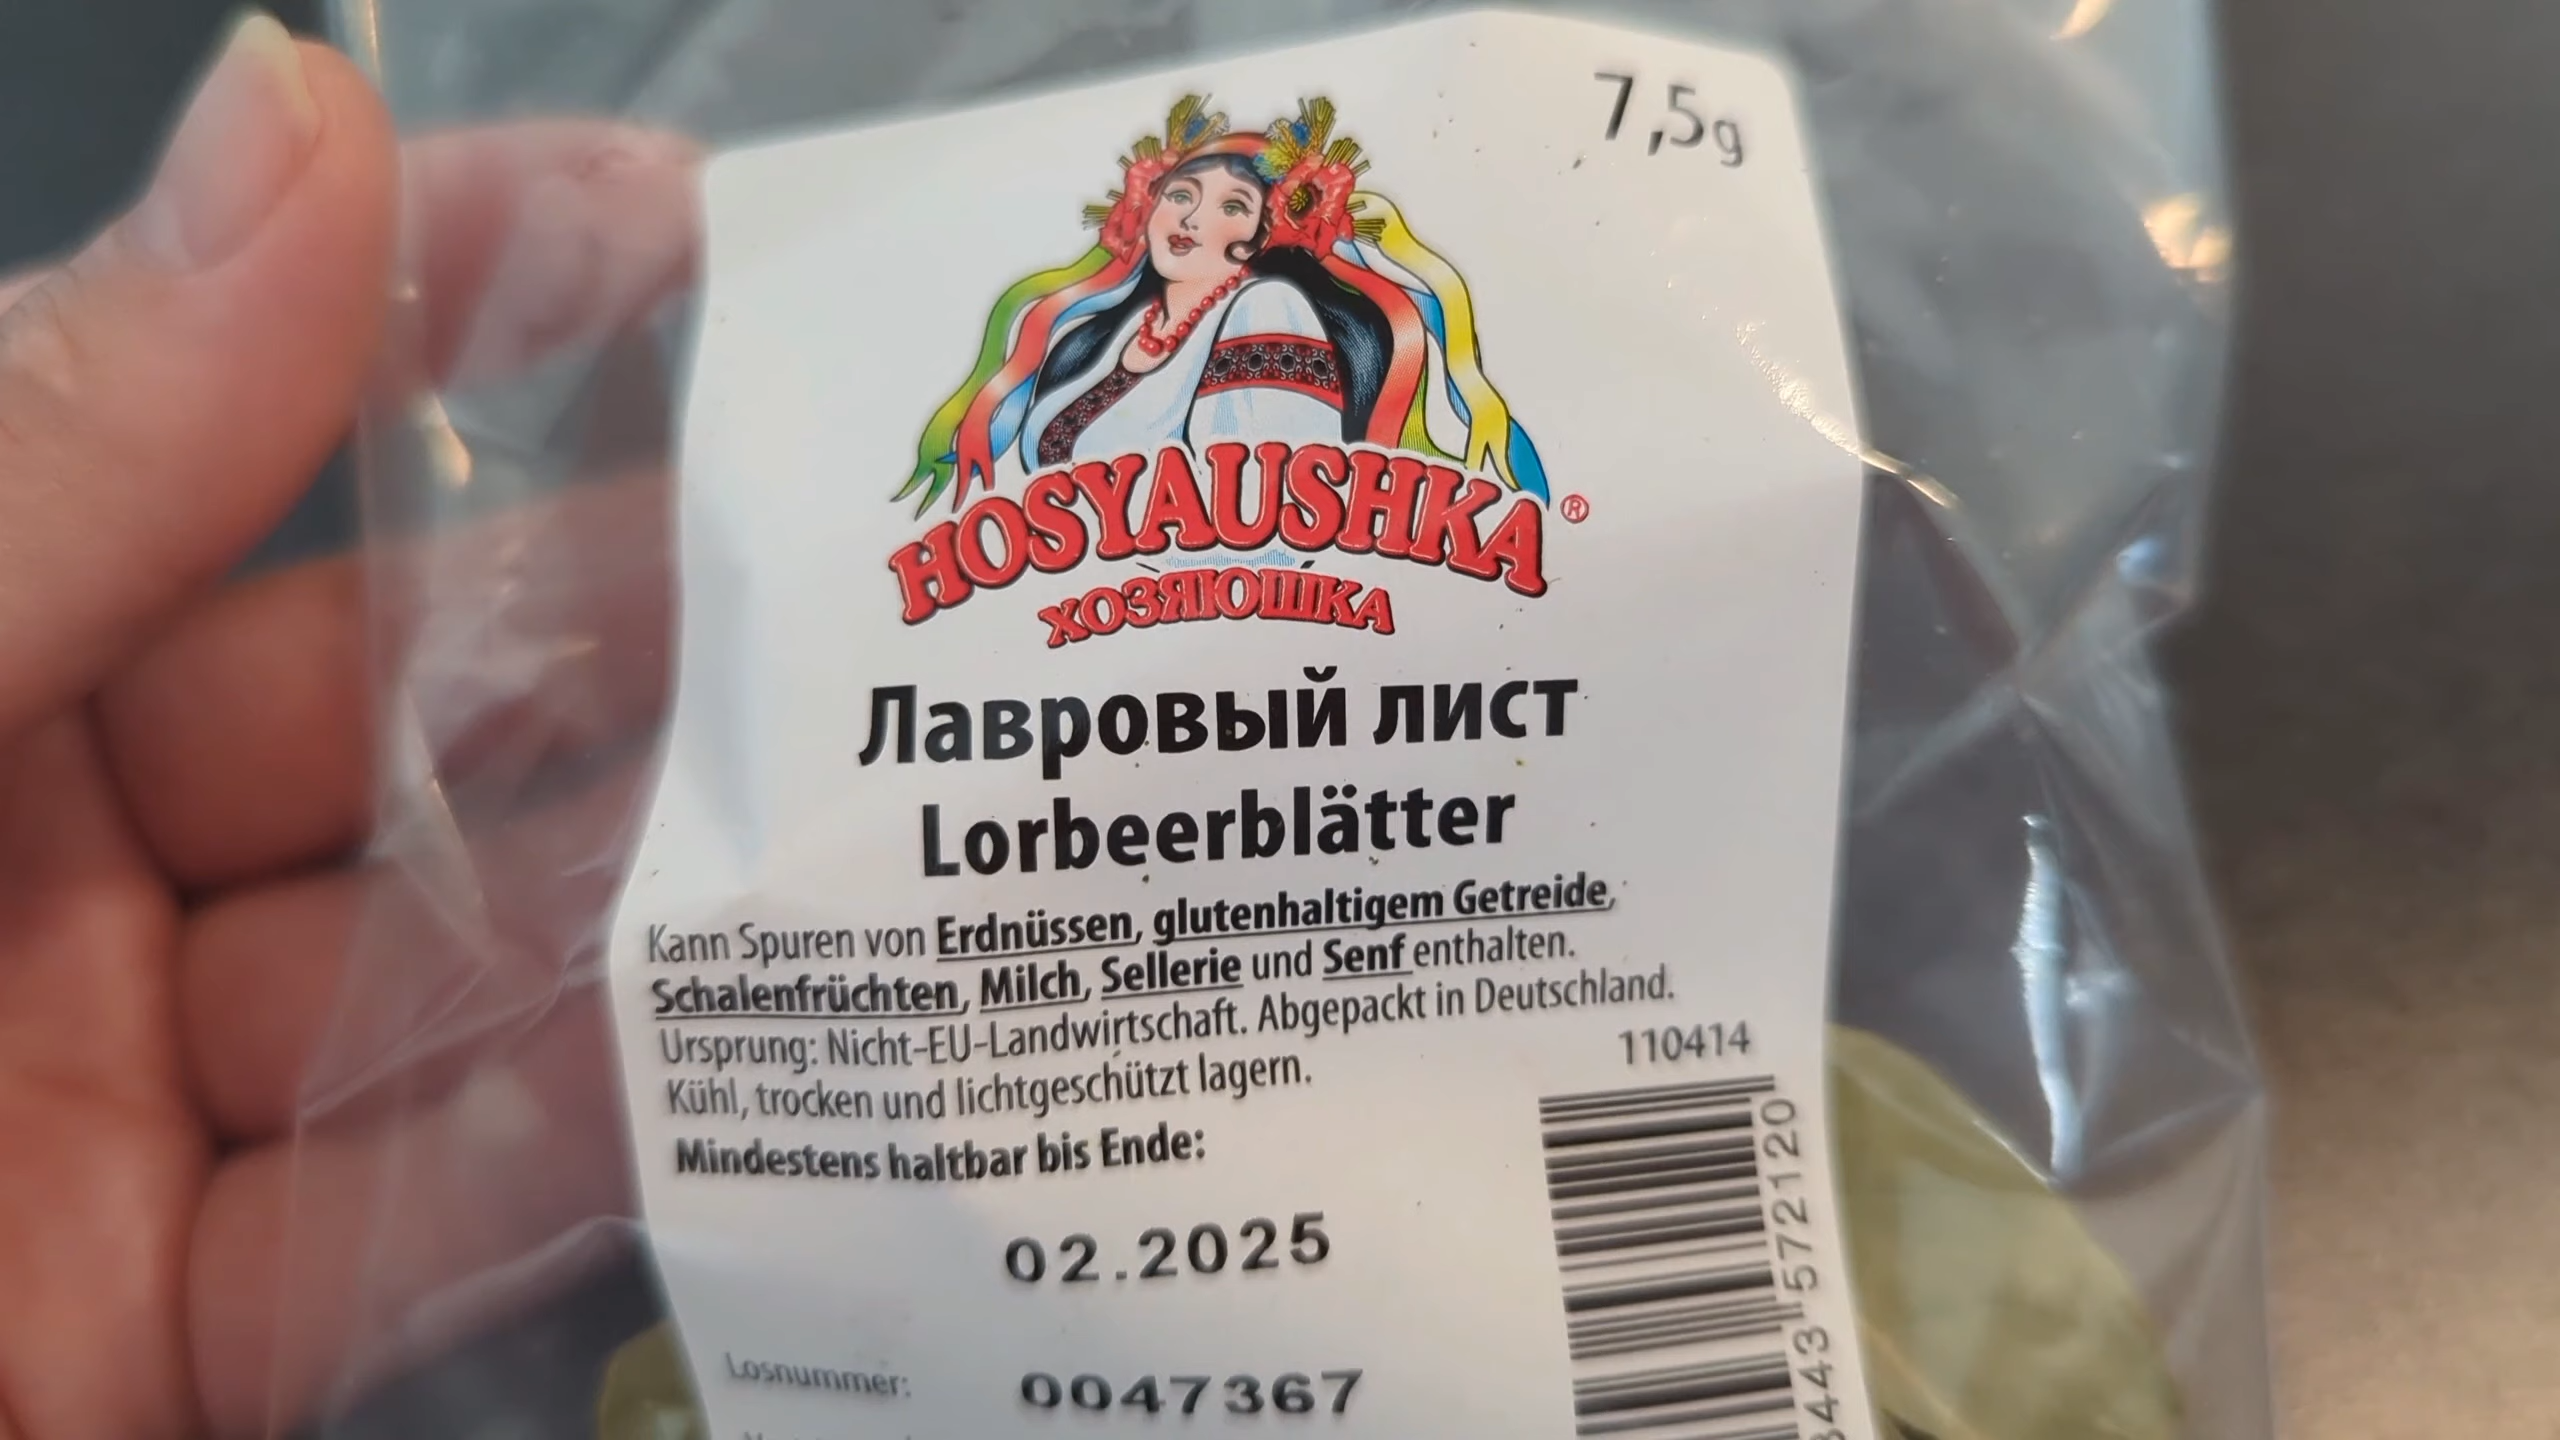 7,5g
HOSYAUSHKA®
ХОЗЯЮШКА
Лавровый лист
Lorbeerblätter
Kann Spuren von Erdnüssen, glutenhaltigem Getreide,
Schalenfrüchten, Milch, Sellerie und Senf enthalten.
Ursprung: Nicht-EU-Landwirtschaft. Abgepackt in Deutschland.
Kühl, trocken und lichtgeschützt lagern.
110414
Mindestens haltbar bis Ende:
02.2025
Losnummer: 0047367
3443 572120